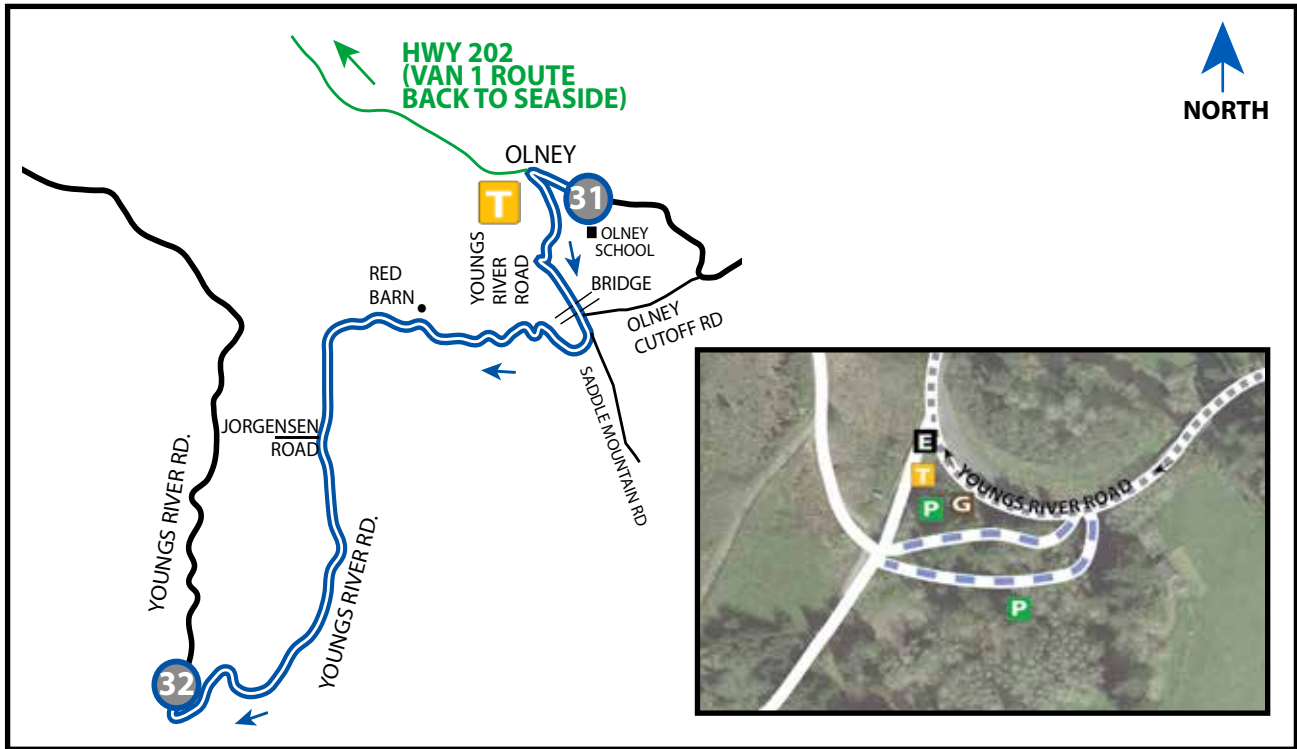 HWY 202
(VAN 1 ROUTE
BACK TO SEASIDE)
NORTH
OLNEY
T
31
OLNEY
SCHOOL
YOUNGS
RIVER
ROAD
BRIDGE
RED
BARN
OLNEY
CUTOFF RD
SADDLE MOUNTAIN RD
JORGENSEN
ROAD
YOUNGS RIVER RD.
YOUNGS RIVER RD.
32
E
T
YOUNGS RIVER ROAD
P
G
P